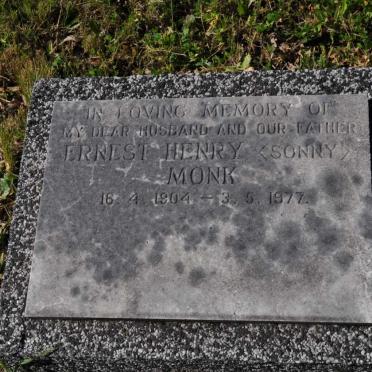 IN LOVING MEMORY OF
MY DEAR HUSBAND AND OUR FATHER
ERNEST HENRY <SONNY>
MONK
16.4.1904 — 3.5.1977.